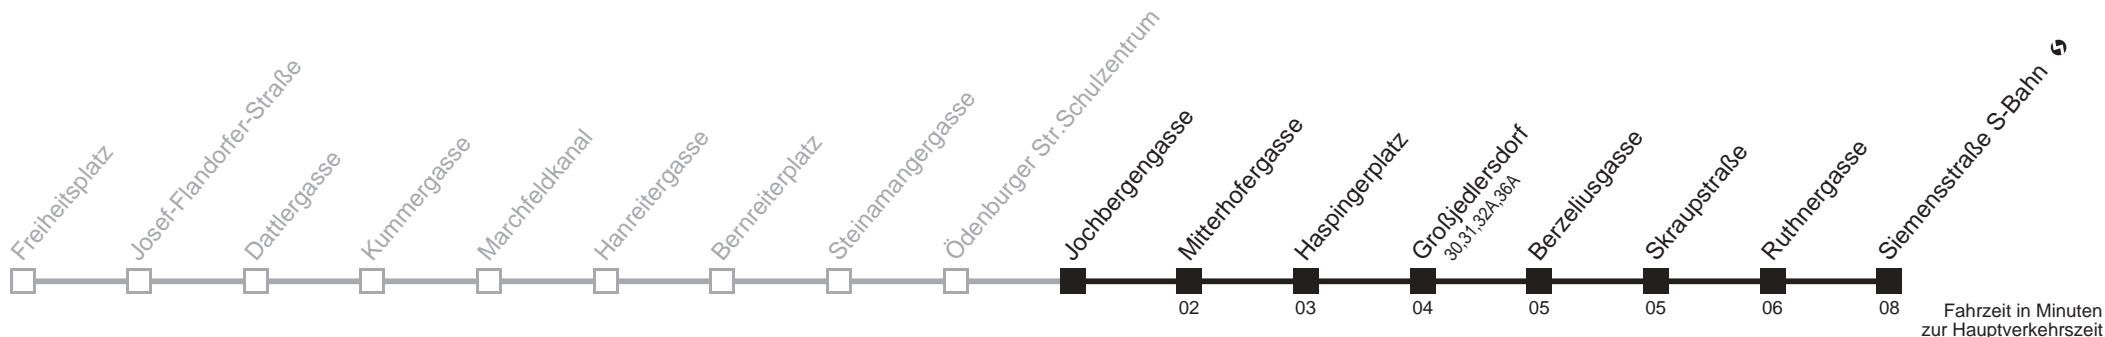 Freiheitsplatz
Josef-Flandorfer-Straße
Dattlergasse
Kummergasse
Marchfeldkanal
Hanreitergasse
Bernreiterplatz
Steinamangergasse
Ödenburger Str.Schulzentrum
Jochbergengasse
Mitterhofergasse
Haspingerplatz
Großjedlersdorf
30,31,32A,36A
Berzeliusgasse
Skraupstraße
Ruthnergasse
Siemensstraße S-Bahn
02 03 04 05 05 06 08
Fahrzeit in Minuten
zur Hauptverkehrszeit